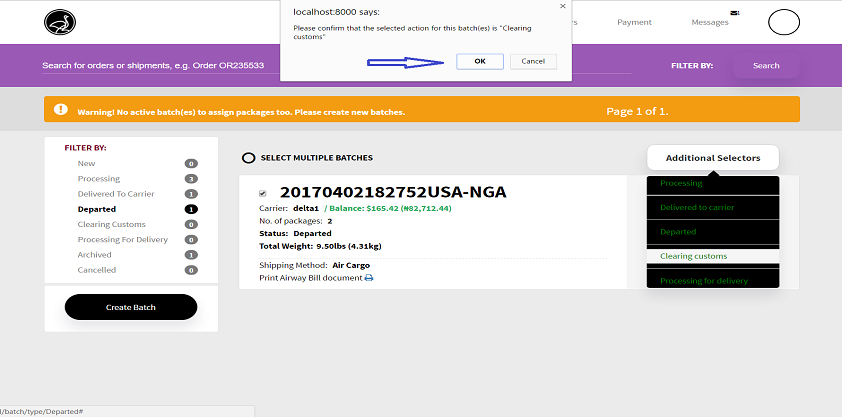 localhost:8000 says:
Please confirm that the selected action for this batch(es) is "Clearing
customs"
OK
Cancel
Payment
Messages
Search for orders or shipments, e.g. Order OR235533
FILTER BY:
Search
Warning! No active batch(es) to assign packages too. Please create new batches.
Page 1 of 1.
FILTER BY:
New 0
Processing 3
Delivered To Carrier 1
Departed 1
Clearing Customs 0
Processing For Delivery 0
Archived 1
Cancelled 0
Create Batch
SELECT MULTIPLE BATCHES
20170402182752USA-NGA
Carrier: delta1 / Balance: $165.42 (₦82,712.44)
No. of packages: 2
Status: Departed
Total Weight: 9.50lbs (4.31kg)
Shipping Method: Air Cargo
Print Airway Bill document
Additional Selectors
Processing
Delivered to carrier
Departed
Clearing customs
Processing for delivery
/batch/type/Departed#